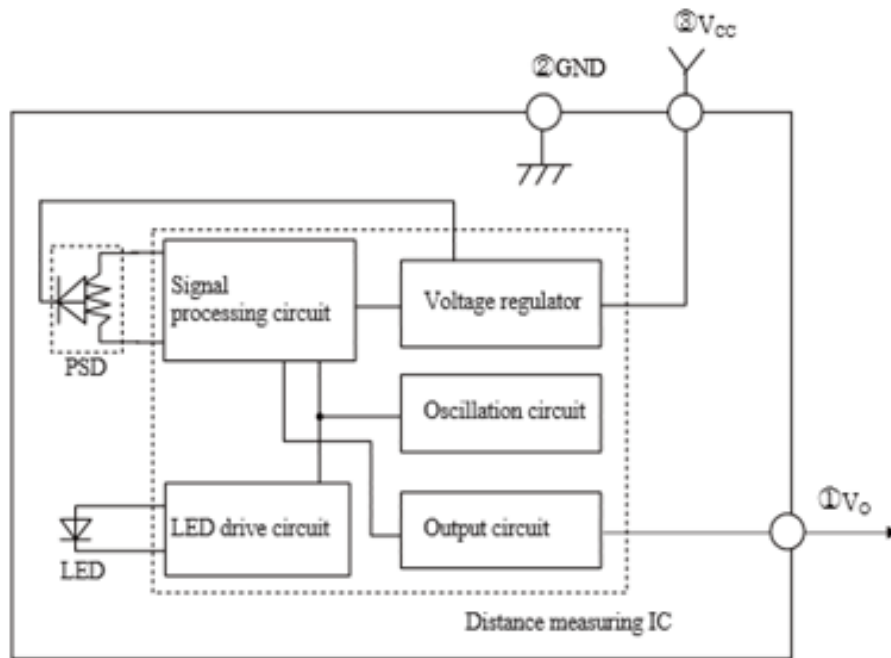 ③VCC
②GND
Signal
processing circuit
Voltage regulator
PSD
Oscillation circuit
①VO
LED drive circuit
Output circuit
LED
Distance measuring IC